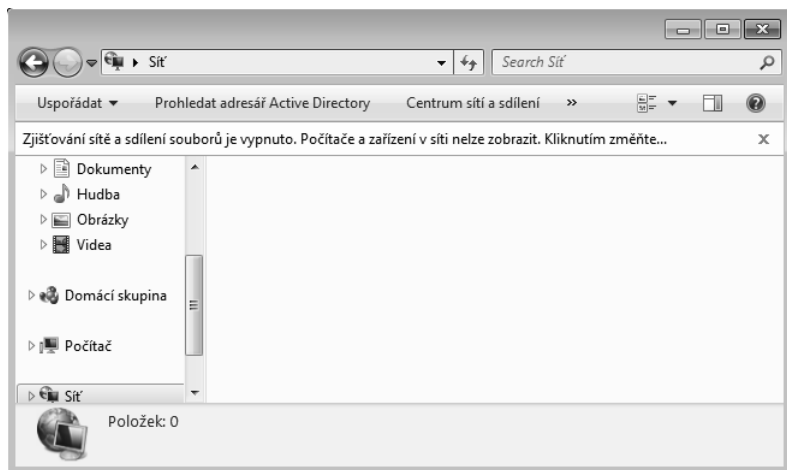 Síť
Search Síť
Uspořádat
Prohledat adresář Active Directory
Centrum sítí a sdílení
»
Zjišťování sítě a sdílení souborů je vypnuto. Počítače a zařízení v síti nelze zobrazit. Kliknutím změňte...
Dokumenty
Hudba
Obrázky
Videa
Domácí skupina
Počítač
Síť
Položek: 0